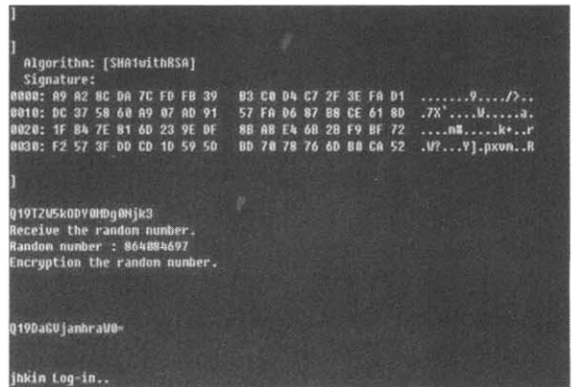 ]
]
Algorithm: [SHA1withRSA]
Signature:
0000: A9 A2 8C DA 7C FD FB 39 B3 C0 D4 C7 2F 3E FA D1 .......9..../>..
0010: DC 37 58 60 A9 07 AD 91 57 FA D6 87 B8 CE 61 8D .7X`....W.....a.
0020: 1F 84 7E 81 6D 23 9E DF 8B A8 E4 6B 2B F9 BF 72 ....m#.....k+..r
0030: F2 57 3F DD CD 1D 59 5D BD 70 78 76 6D B0 CA 52 .W?...Y].pxvm..R
]
Q19TZW5kODY0MDg0Njk3
Receive the random number.
Random number : 864084697
Encryption the random number.
Q19DaGVjamhraW0=
jhkim Log-in..